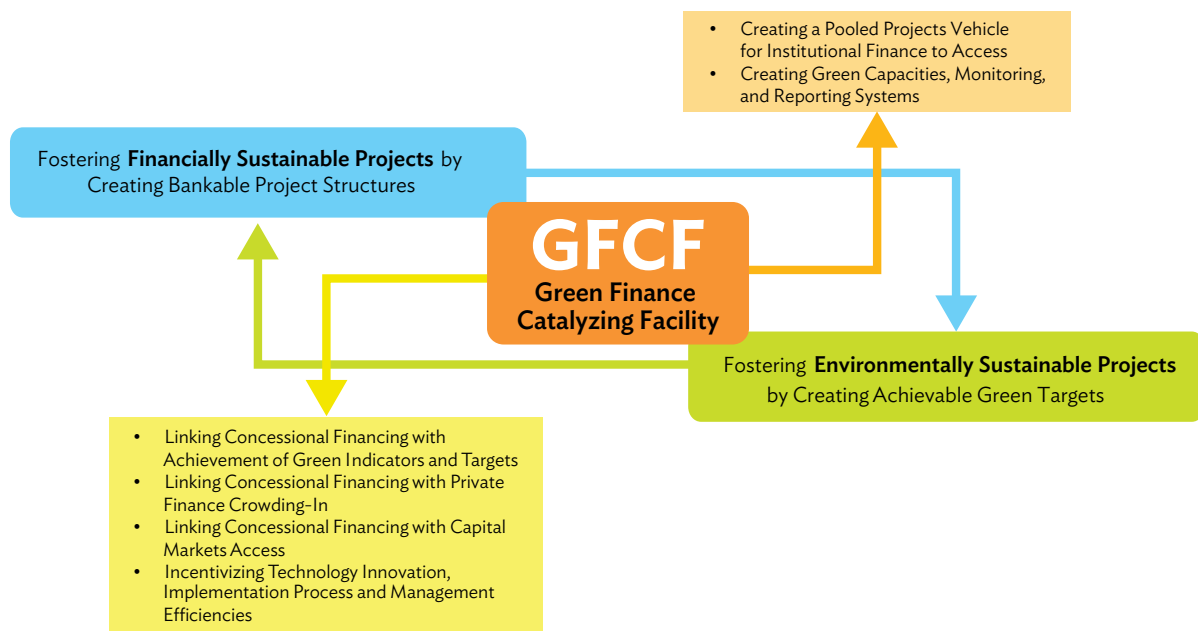 • Creating a Pooled Projects Vehicle
for Institutional Finance to Access
• Creating Green Capacities, Monitoring,
and Reporting Systems
Fostering Financially Sustainable Projects by
Creating Bankable Project Structures
GFCF
Green Finance
Catalyzing Facility
Fostering Environmentally Sustainable Projects
by Creating Achievable Green Targets
• Linking Concessional Financing with
Achievement of Green Indicators and Targets
• Linking Concessional Financing with Private
Finance Crowding-In
• Linking Concessional Financing with Capital
Markets Access
• Incentivizing Technology Innovation,
Implementation Process and Management
Efficiencies